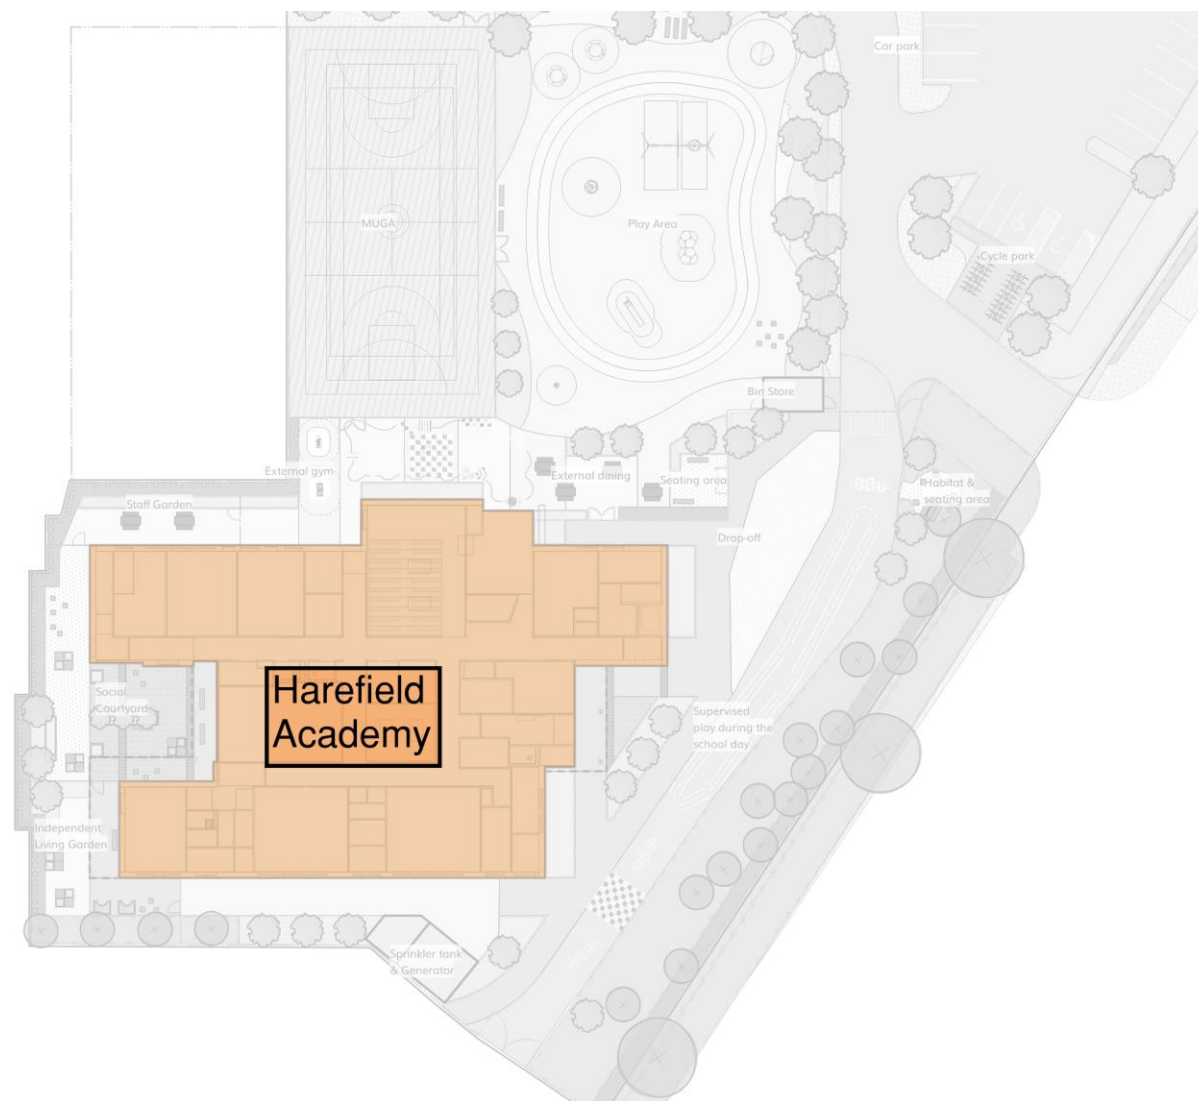 Car park
MUGA
Play Area
Cycle park
Bin Store
External gym
External dining
Seating area
Habitat &
seating area
Staff Garden
Drop-off
Harefield
Academy
Social
Courtyard
Supervised
play during the
school day
Independent
Living Garden
Sprinkler tank
& Generator